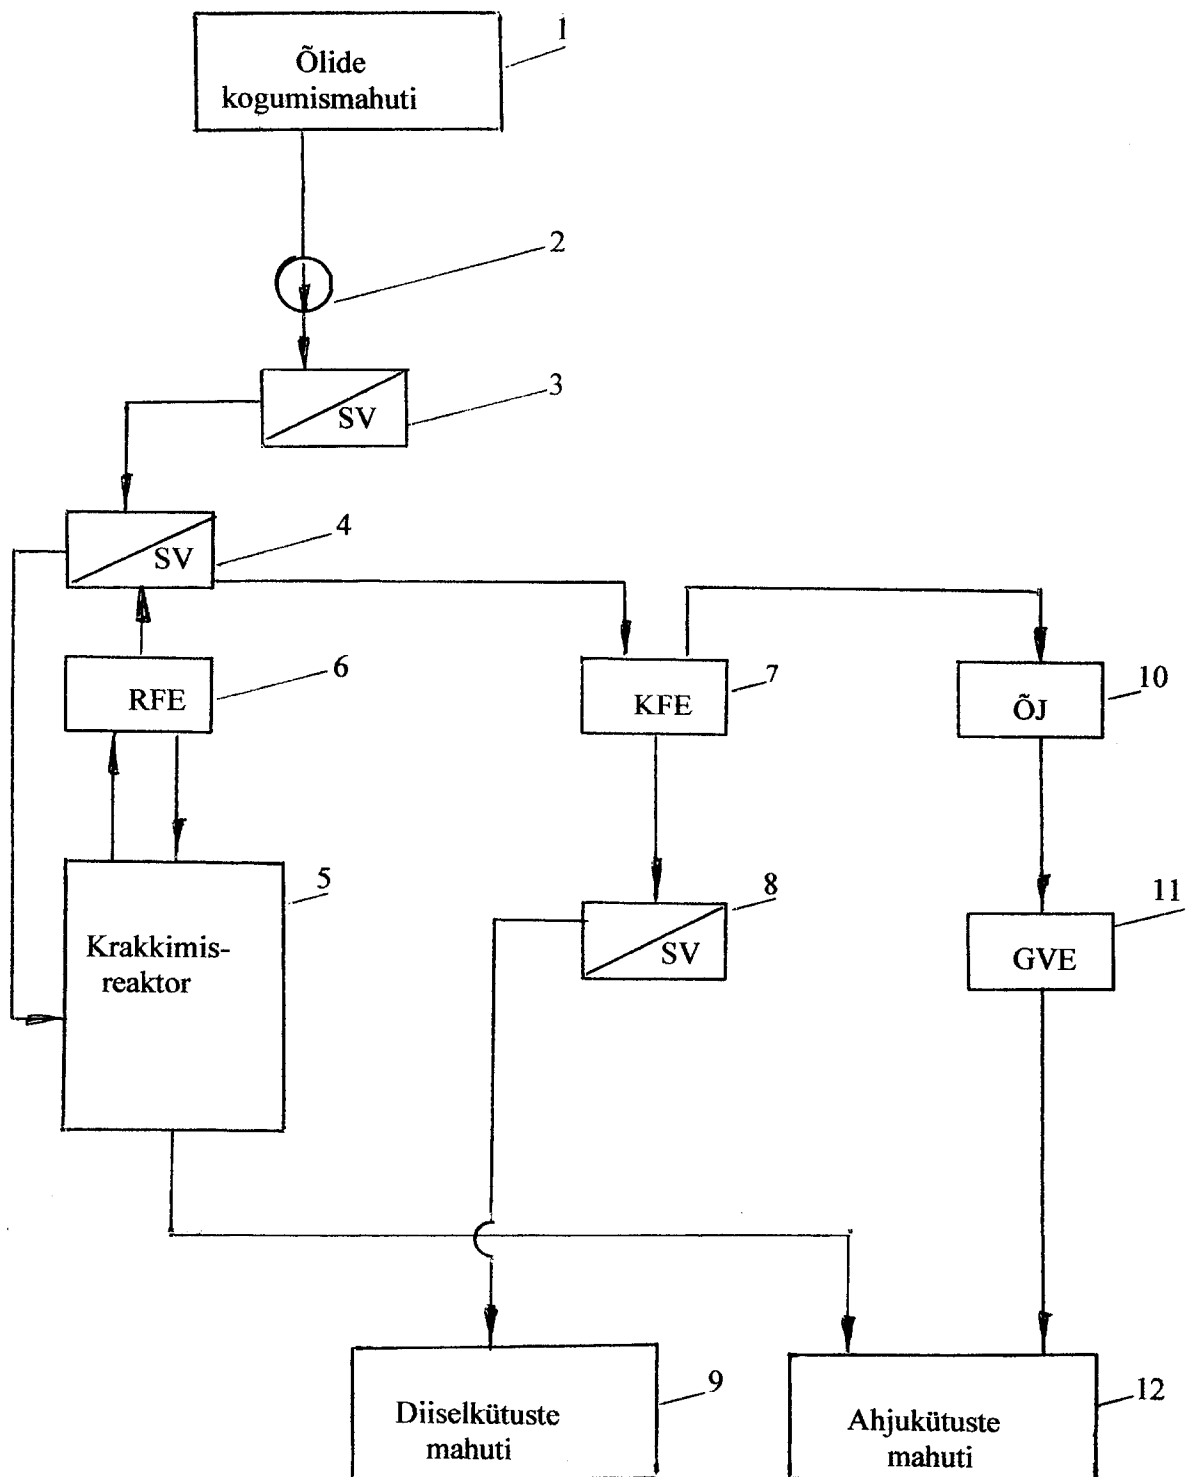 1
Õlide
kogumismahuti
2
3
SV
4
SV
6
RFE
7
KFE
10
ÕJ
5
Krakkimis-
reaktor
8
SV
11
GVE
9
Diiselkütuste
mahuti
12
Ahjukütuste
mahuti